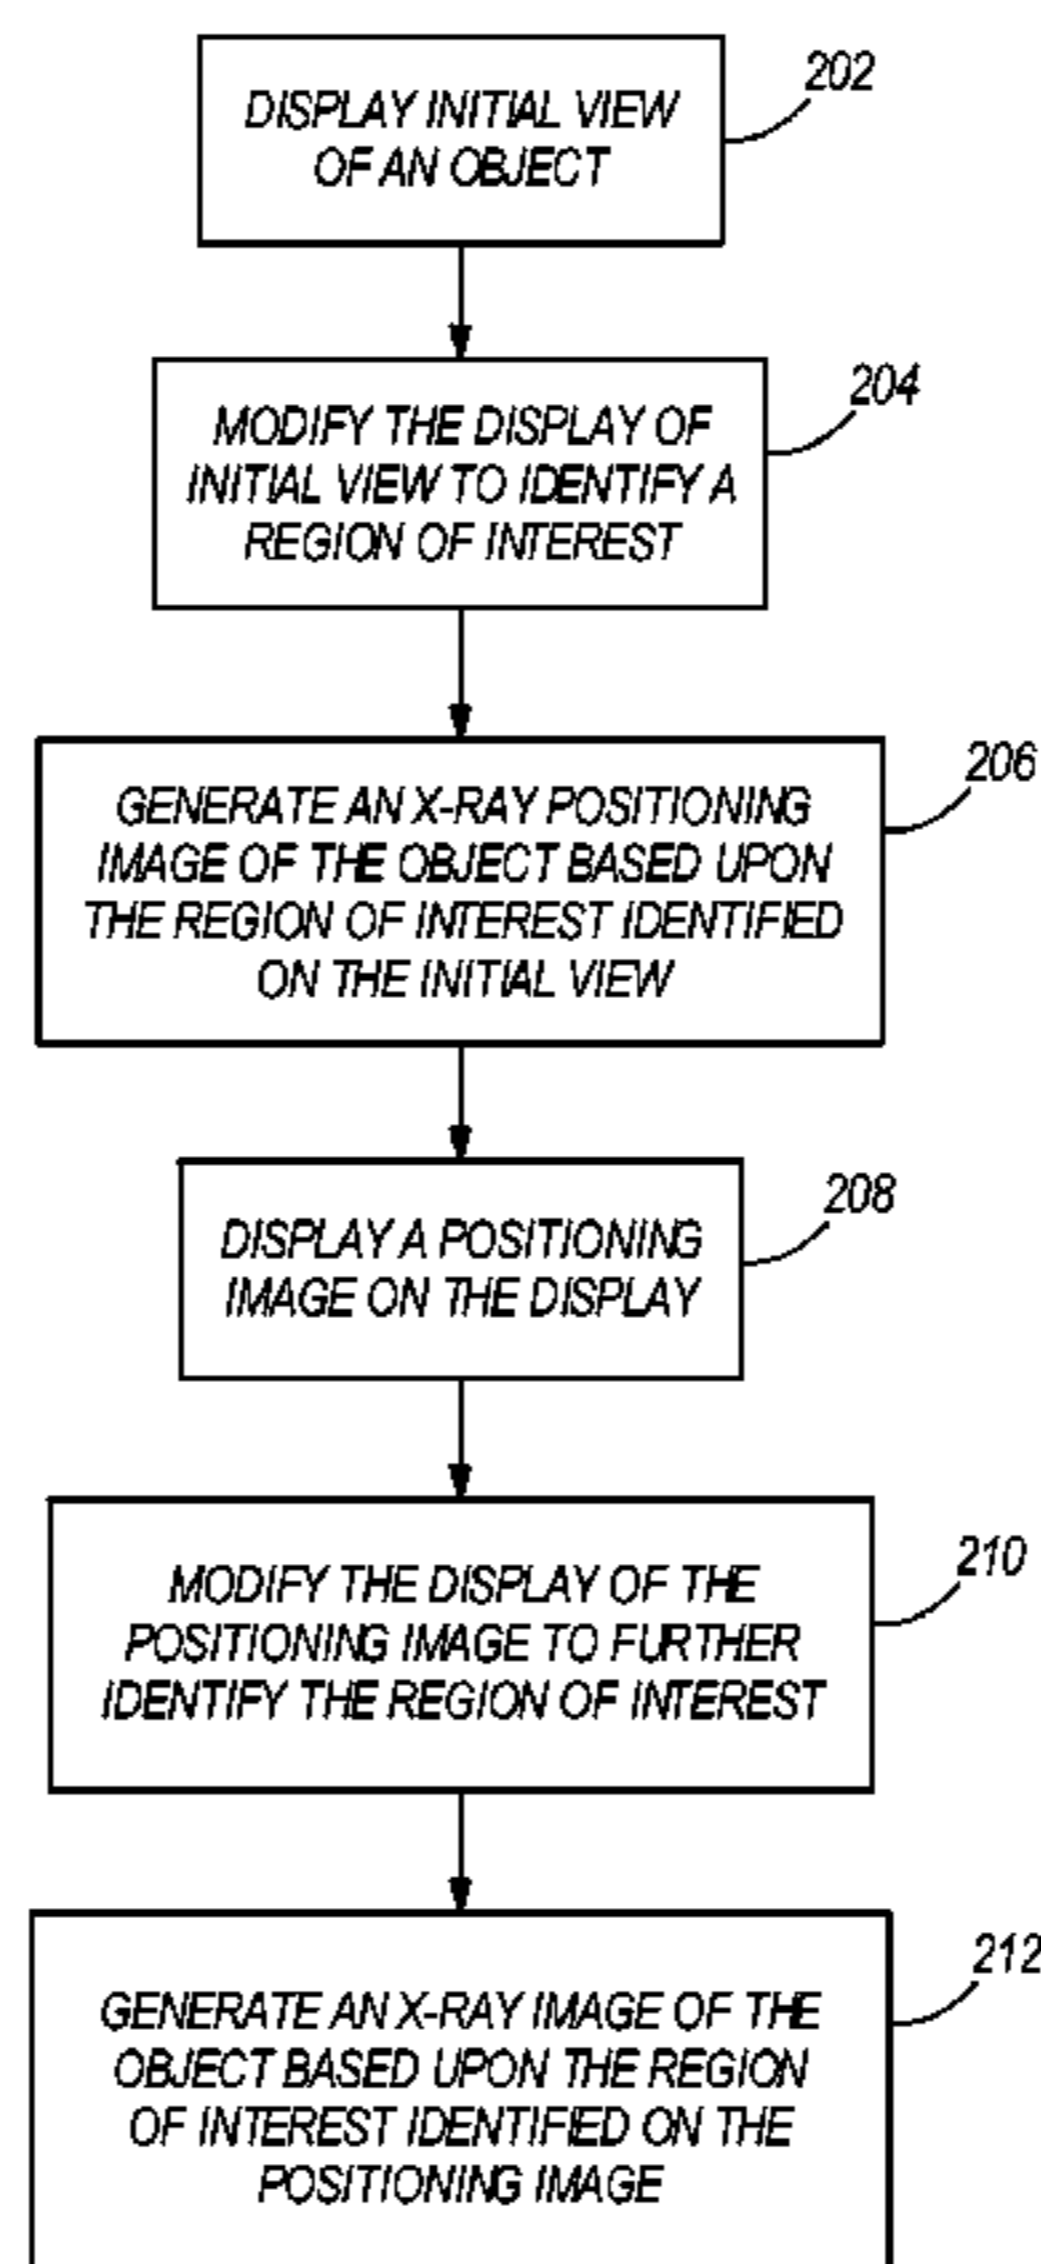 202
DISPLAY INITIAL VIEW
OF AN OBJECT
204
MODIFY THE DISPLAY OF
INITIAL VIEW TO IDENTIFY A
REGION OF INTEREST
206
GENERATE AN X-RAY POSITIONING
IMAGE OF THE OBJECT BASED UPON
THE REGION OF INTEREST IDENTIFIED
ON THE INITIAL VIEW
208
DISPLAY A POSITIONING
IMAGE ON THE DISPLAY
210
MODIFY THE DISPLAY OF THE
POSITIONING IMAGE TO FURTHER
IDENTIFY THE REGION OF INTEREST
212
GENERATE AN X-RAY IMAGE OF THE
OBJECT BASED UPON THE REGION
OF INTEREST IDENTIFIED ON THE
POSITIONING IMAGE